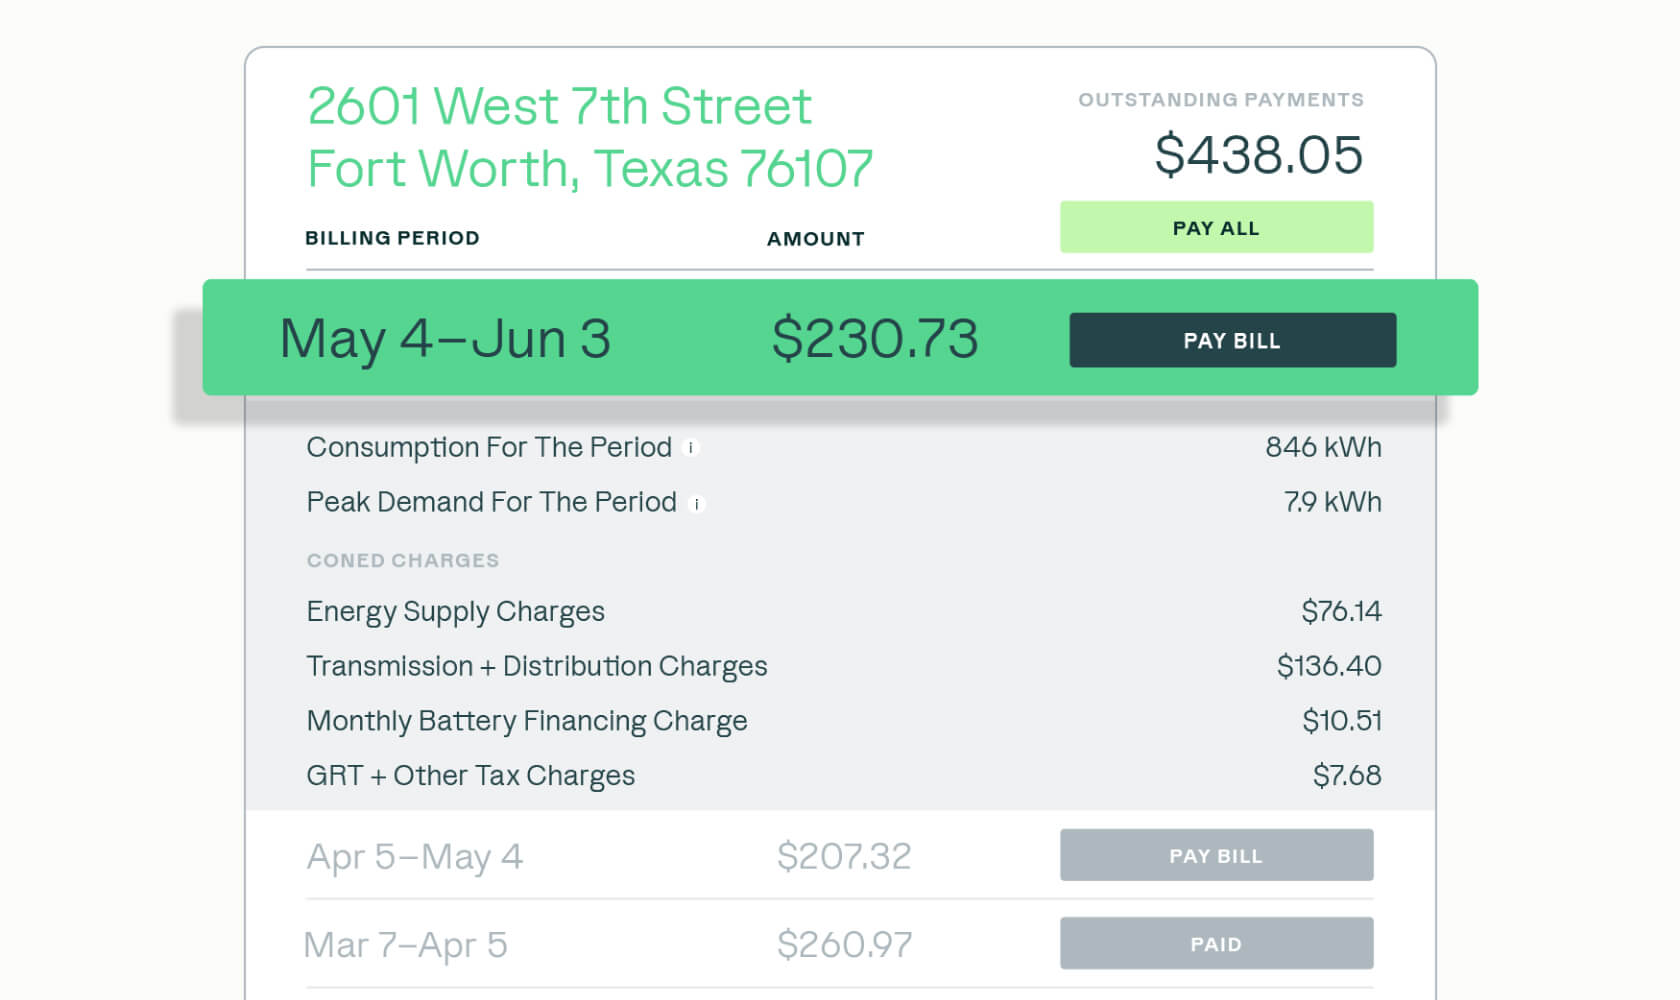 2601 West 7th Street
Fort Worth, Texas 76107
OUTSTANDING PAYMENTS
$438.05
PAY ALL
BILLING PERIOD AMOUNT
May 4–Jun 3 $230.73 PAY BILL
Consumption For The Period i 846 kWh
Peak Demand For The Period i 7.9 kWh
CONED CHARGES
Energy Supply Charges $76.14
Transmission + Distribution Charges $136.40
Monthly Battery Financing Charge $10.51
GRT + Other Tax Charges $7.68
Apr 5–May 4 $207.32 PAY BILL
Mar 7–Apr 5 $260.97 PAID